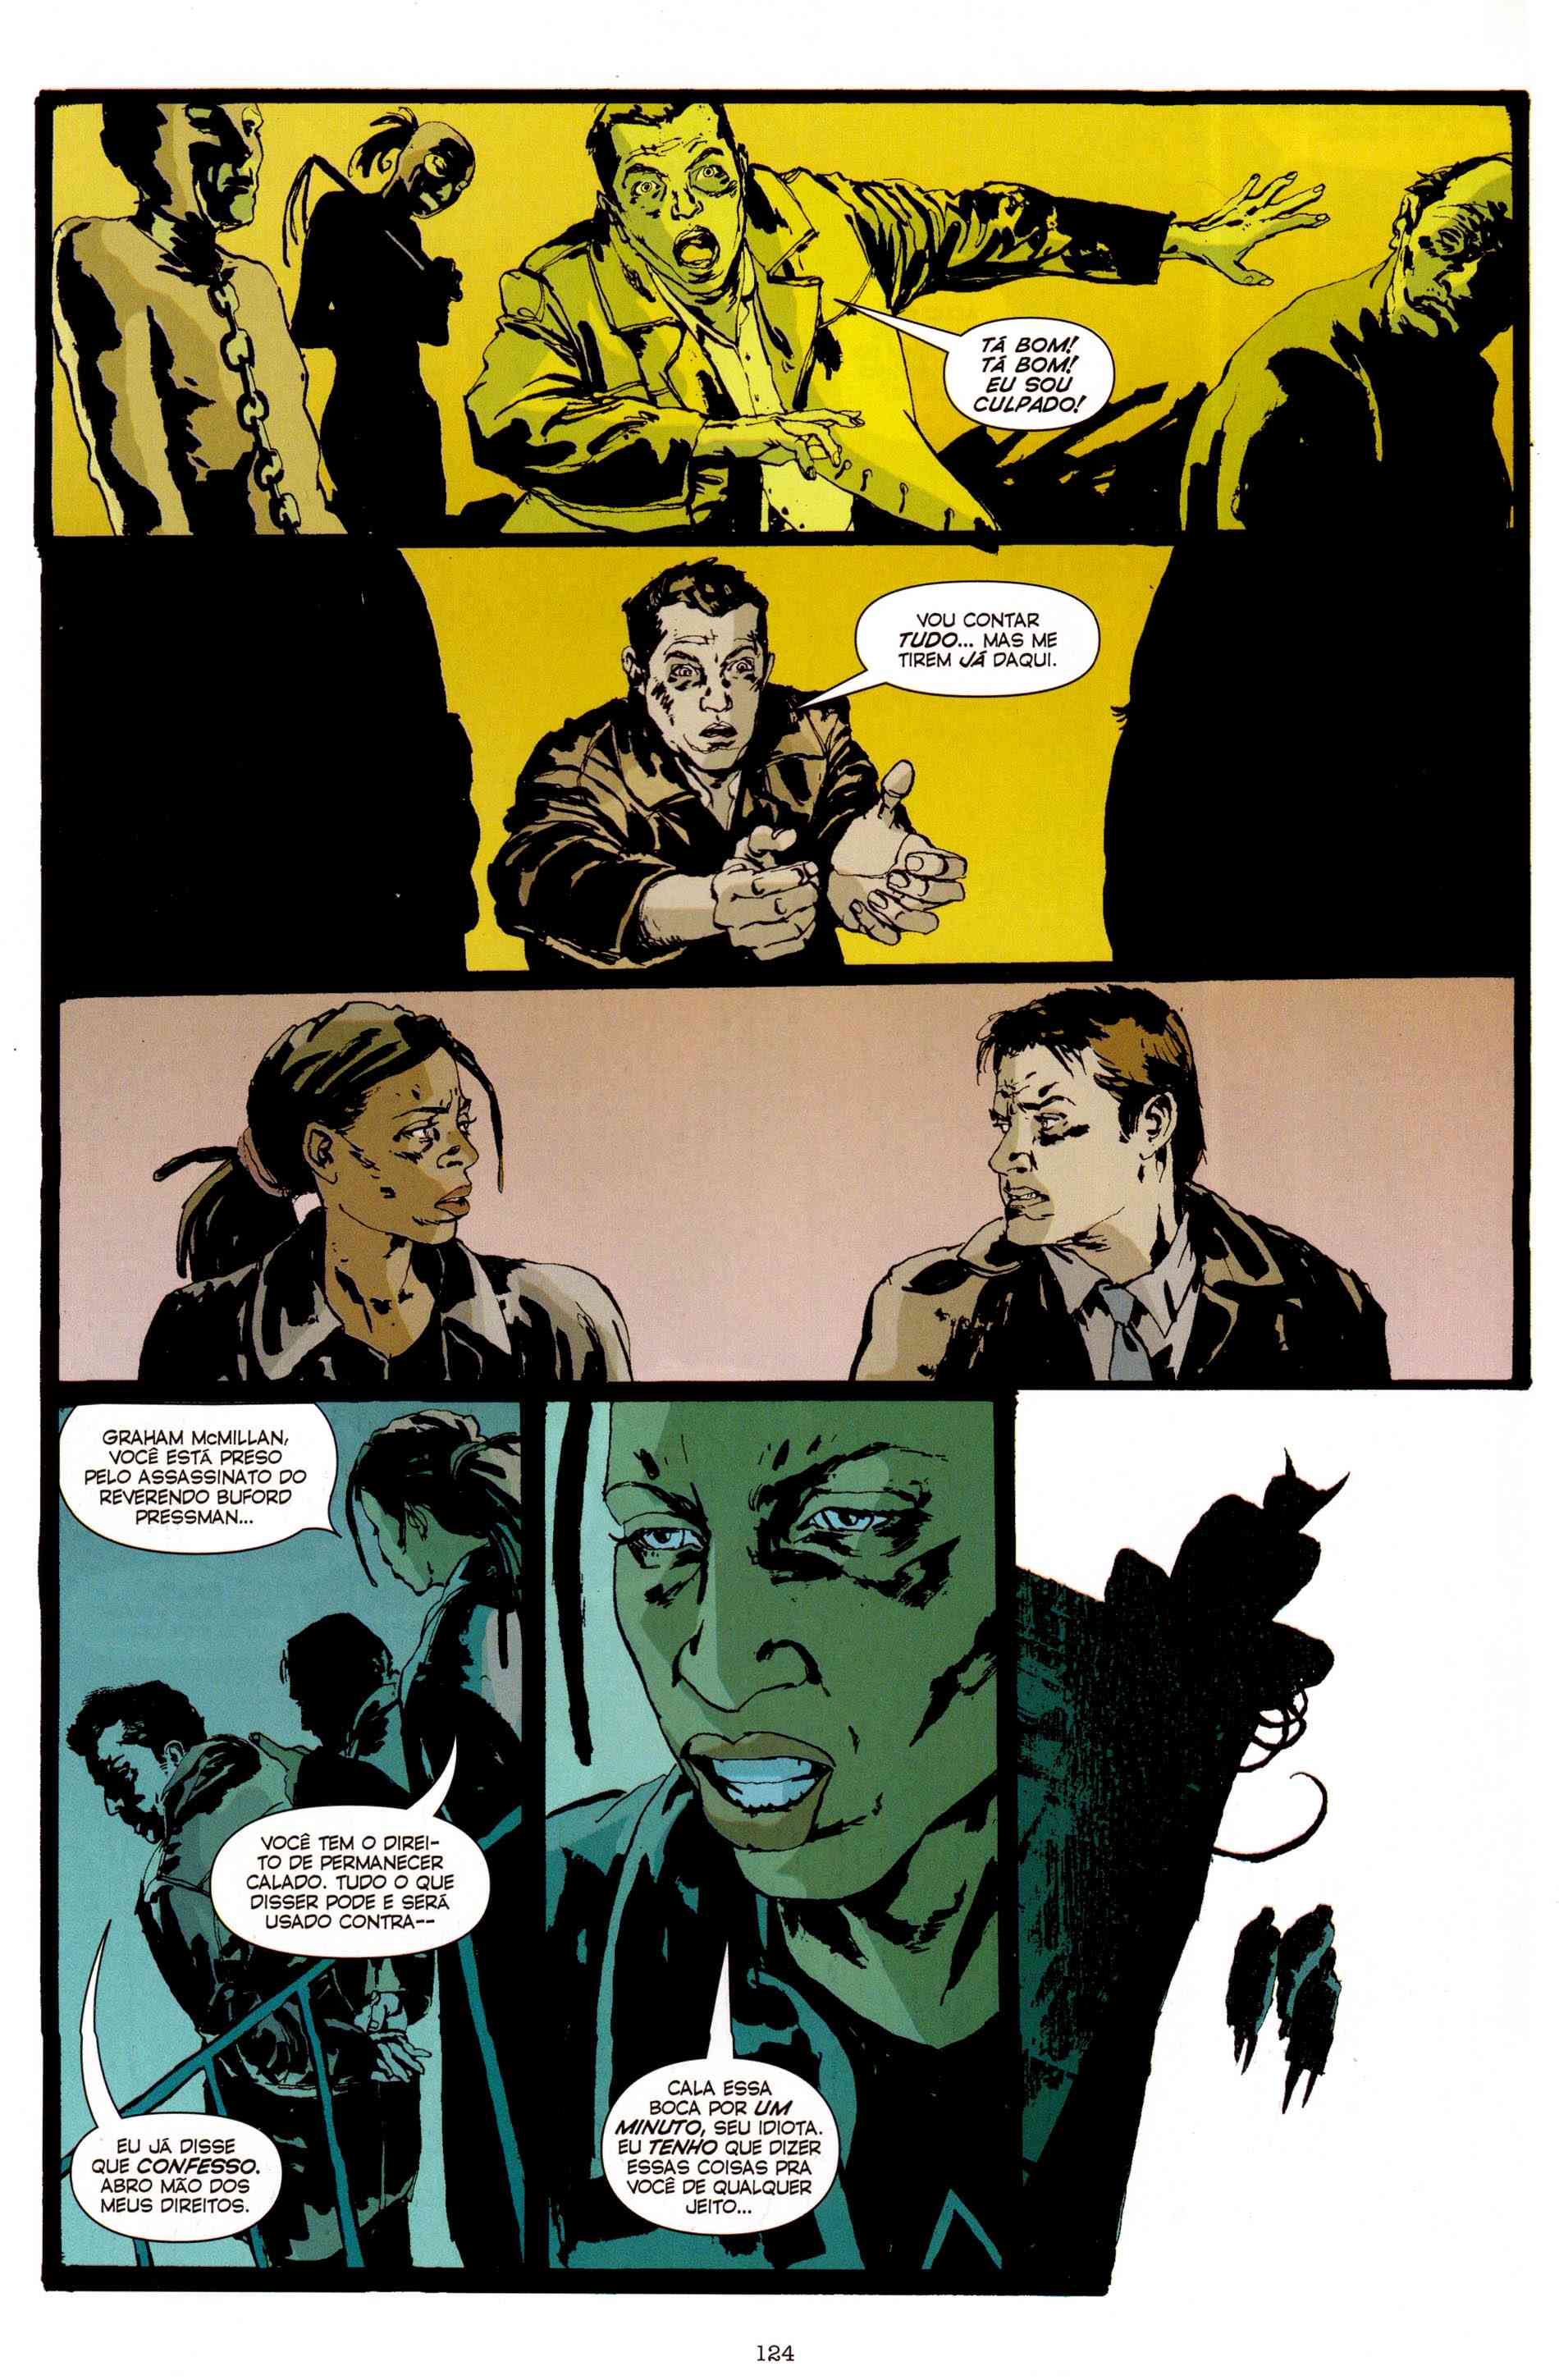 TÁ BOM!
TÁ BOM!
EU SOU
CULPADO!
VOU CONTAR
TUDO... MAS ME
TIREM JÁ DAQUI.
GRAHAM McMILLAN,
VOCÊ ESTÁ PRESO
PELO ASSASSINATO DO
REVERENDO BUFORD
PRESSMAN...
VOCÊ TEM O DIREI-
TO DE PERMANECER
CALADO. TUDO O QUE
DISSER PODE E SERÁ
USADO CONTRA--
EU JÁ DISSE
QUE CONFESSO.
ABRO MÃO DOS
MEUS DIREITOS.
CALA ESSA
BOCA POR UM
MINUTO, SEU IDIOTA.
EU TENHO QUE DIZER
ESSAS COISAS PRA
VOCÊ DE QUALQUER
JEITO...
124